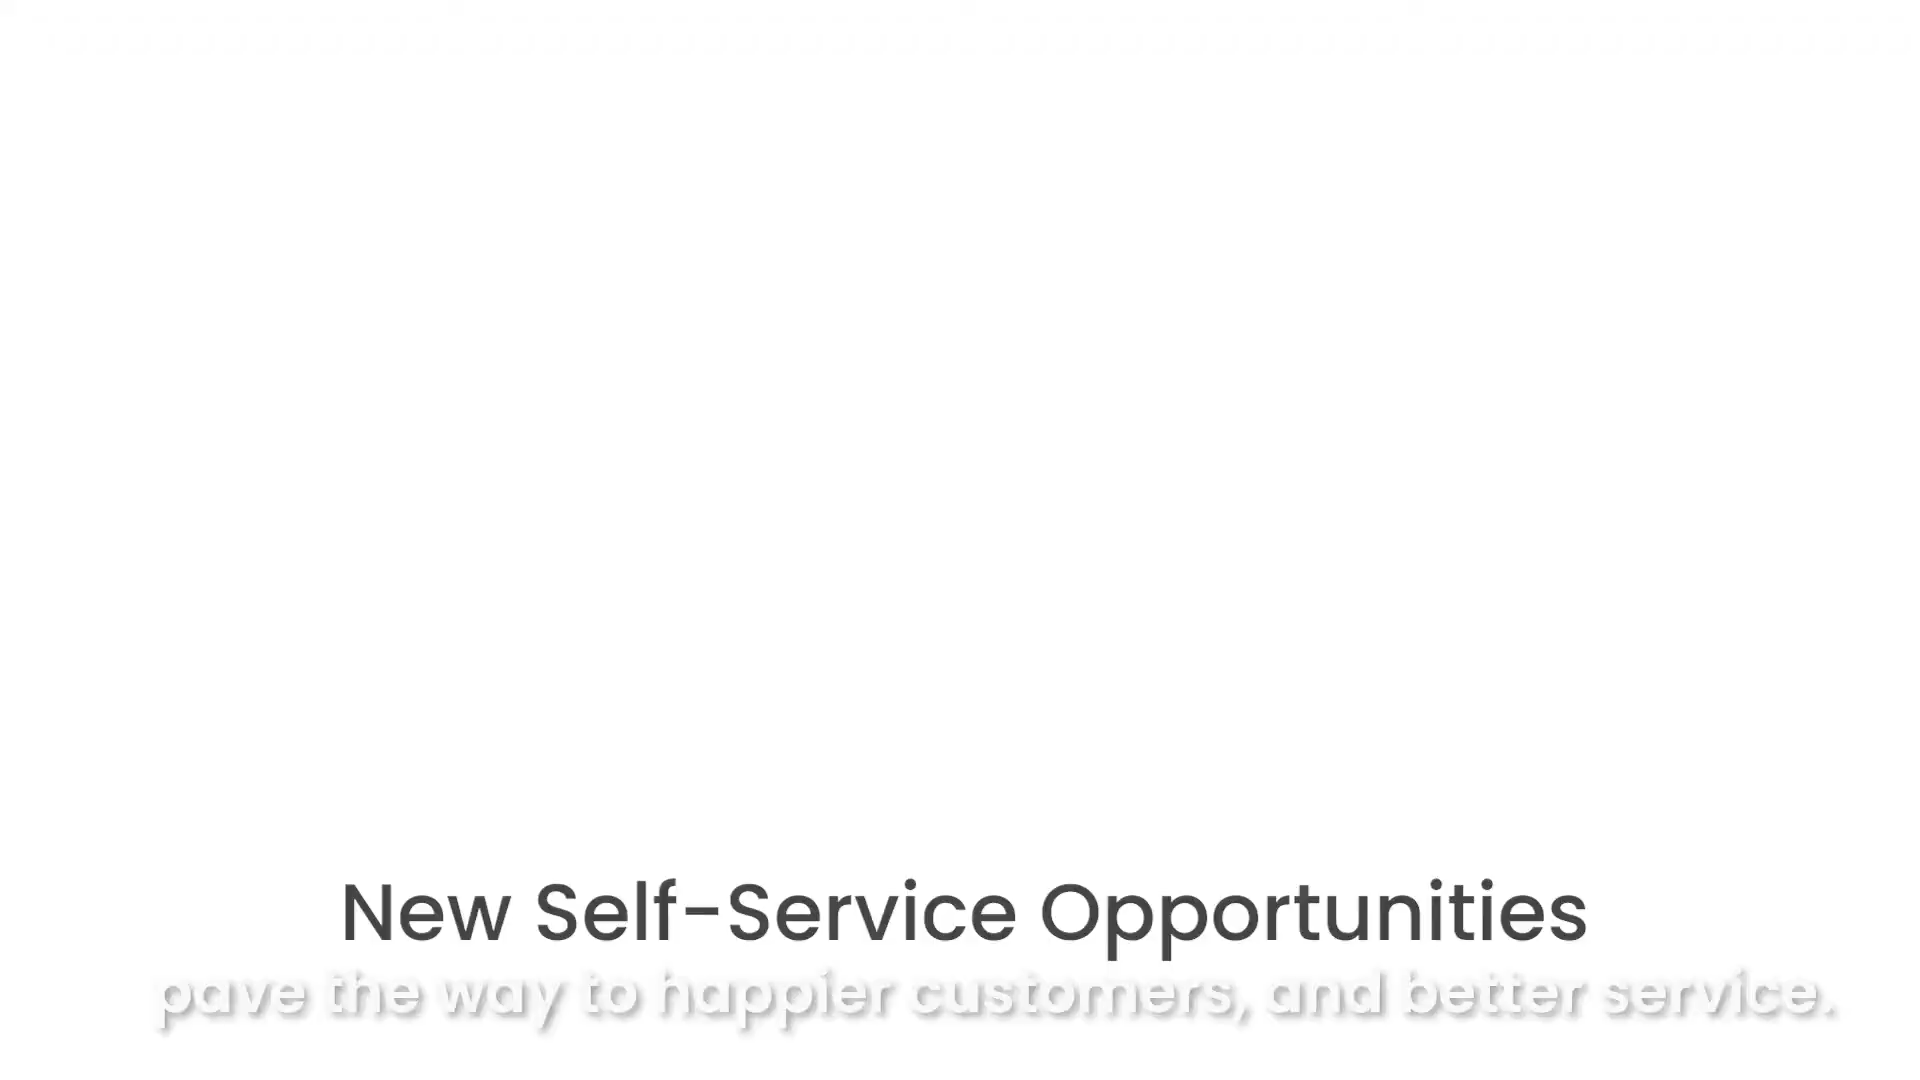 New Self-Service Opportunities
pave the way to happier customers, and better service.